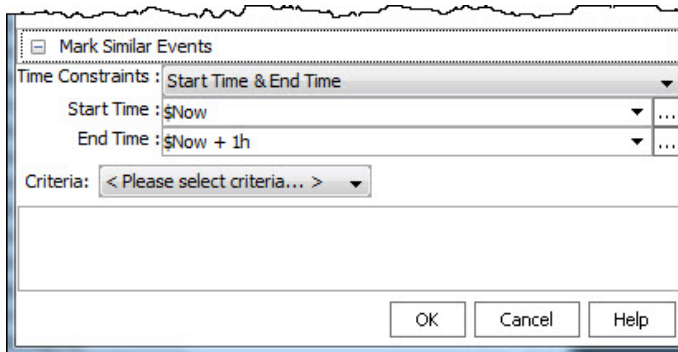 Mark Similar Events
Time Constraints : Start Time & End Time
Start Time : $Now ...
End Time : $Now + 1h ...
Criteria: < Please select criteria... >
OK Cancel Help